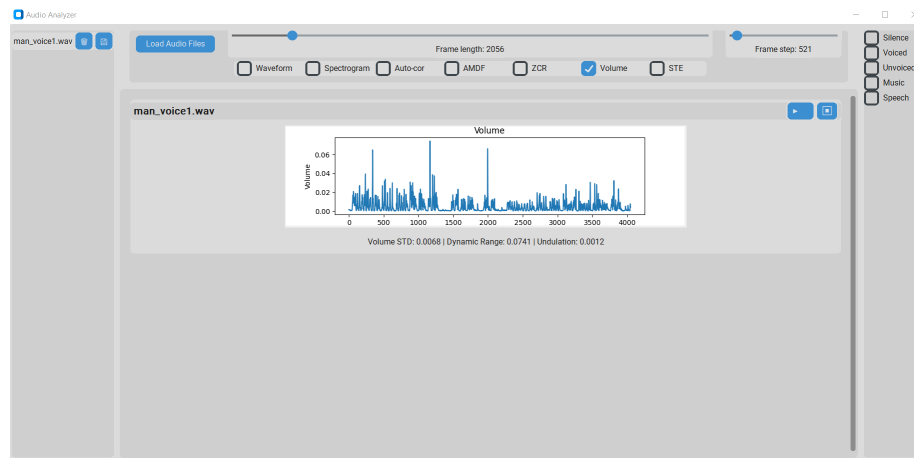 Audio Analyzer
man_voice1.wav
Load Audio Files
Frame length: 2056
Frame step: 521
Waveform Spectrogram Auto-cor AMDF ZCR Volume STE
Silence
Voiced
Unvoiced
Music
Speech
man_voice1.wav
Volume
Volume
0.06
0.04
0.02
0.00
0 500 1000 1500 2000 2500 3000 3500 4000
Volume STD: 0.0068 | Dynamic Range: 0.0741 | Undulation: 0.0012